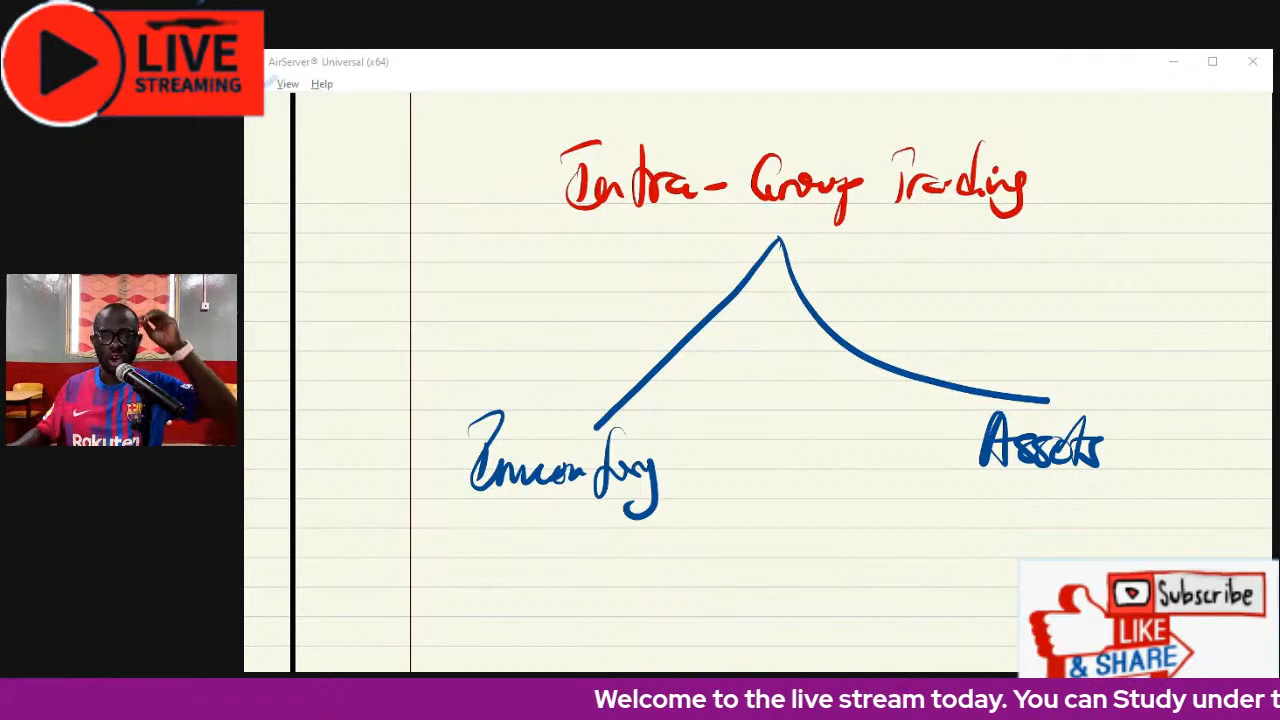 LIVE
STREAMING
AirServer® Universal (x64)
View Help
Intra-Group Trading
Assets
Rakuten
Subscribe
LIKE
& SHARE
Welcome to the live stream today. You can Study under t